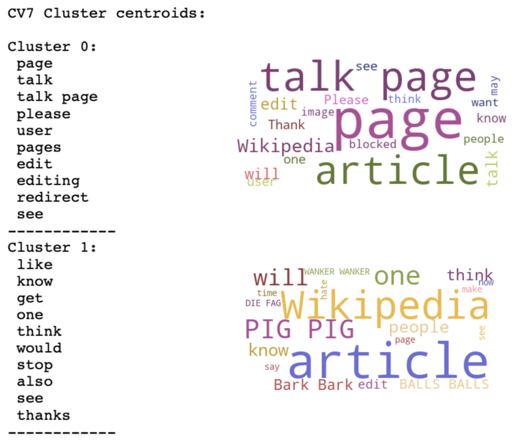 CV7 Cluster centroids:
Cluster 0:
page
talk
talk page
please
user
pages
edit
editing
redirect
see
------------
talk page
see
may
comment
edit
Please
think
want
image
page
Thank
know
Wikipedia
blocked
people
one
article
talk
will
user
Cluster 1:
like
know
get
one
think
would
stop
also
see
thanks
------------
will
WANKER WANKER
one
think
now
hate
make
time
Wikipedia
DIE FAG
PIG PIG
people
see
page
know
article
say
Bark Bark
edit
BALLS BALLS